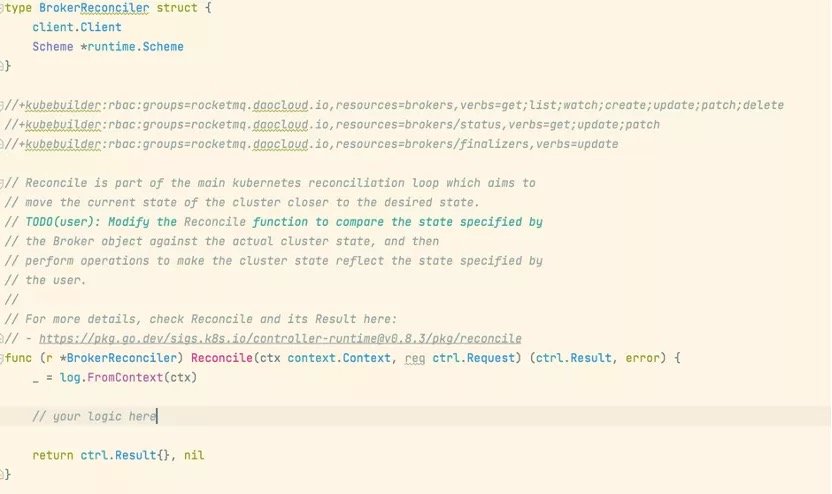 type BrokerReconciler struct {
client.Client
Scheme *runtime.Scheme
}
//+kubebuilder:rbac:groups=rocketmq.daocloud.io,resources=brokers,verbs=get;list;watch;create;update;patch;delete
//+kubebuilder:rbac:groups=rocketmq.daocloud.io,resources=brokers/status,verbs=get;update;patch
//+kubebuilder:rbac:groups=rocketmq.daocloud.io,resources=brokers/finalizers,verbs=update
// Reconcile is part of the main kubernetes reconciliation loop which aims to
// move the current state of the cluster closer to the desired state.
// TODO(user): Modify the Reconcile function to compare the state specified by
// the Broker object against the actual cluster state, and then
// perform operations to make the cluster state reflect the state specified by
// the user.
//
// For more details, check Reconcile and its Result here:
// - https://pkg.go.dev/sigs.k8s.io/controller-runtime@v0.8.3/pkg/reconcile
func (r *BrokerReconciler) Reconcile(ctx context.Context, req ctrl.Request) (ctrl.Result, error) {
_ = log.FromContext(ctx)
// your logic here
return ctrl.Result{}, nil
}